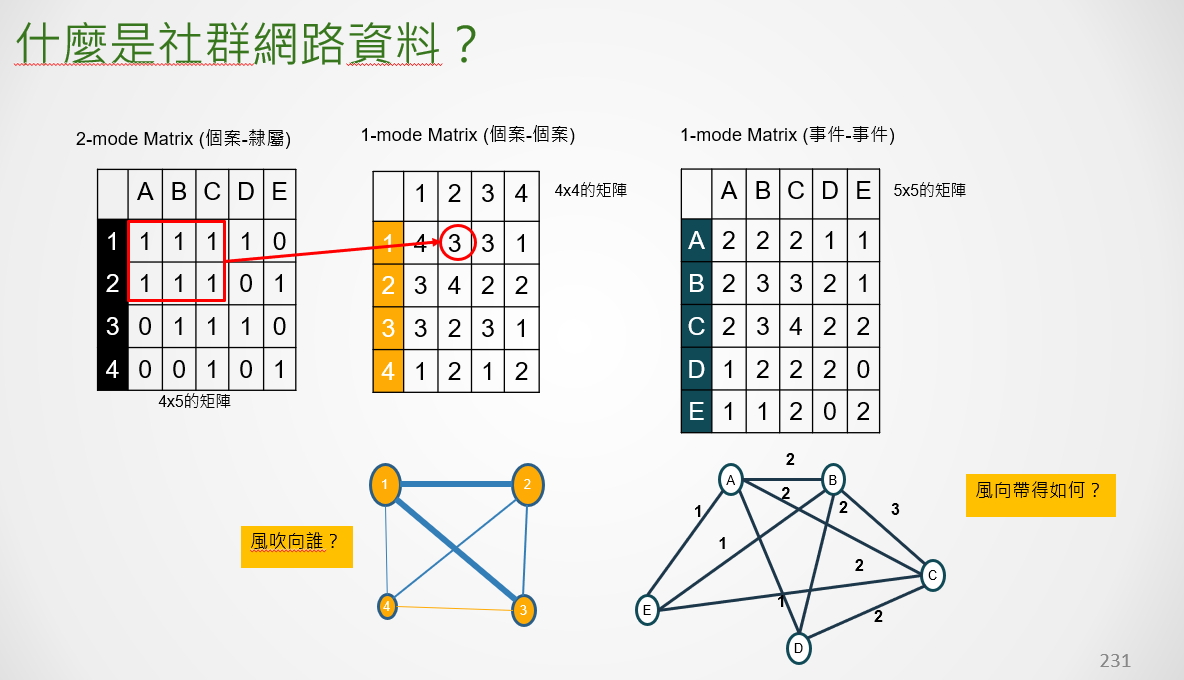 什麼是社群網路資料？
2-mode Matrix (個案-隸屬)
A B C D E
1 1 1 1 1 0
2 1 1 1 0 1
3 0 1 1 1 0
4 0 0 1 0 1
4x5的矩陣
1-mode Matrix (個案-個案)
4x4的矩陣
1 2 3 4
1 4 3 3 1
2 3 4 2 2
3 3 2 3 1
4 1 2 1 2
1-mode Matrix (事件-事件)
5x5的矩陣
A B C D E
A 2 2 2 1 1
B 2 3 3 2 1
C 2 3 4 2 2
D 1 2 2 2 0
E 1 1 2 0 2
風吹向誰？
1 2
4 3
2
A B
2
1 2 3
1
2
C
E 1
2
D
風向帶得如何？
231